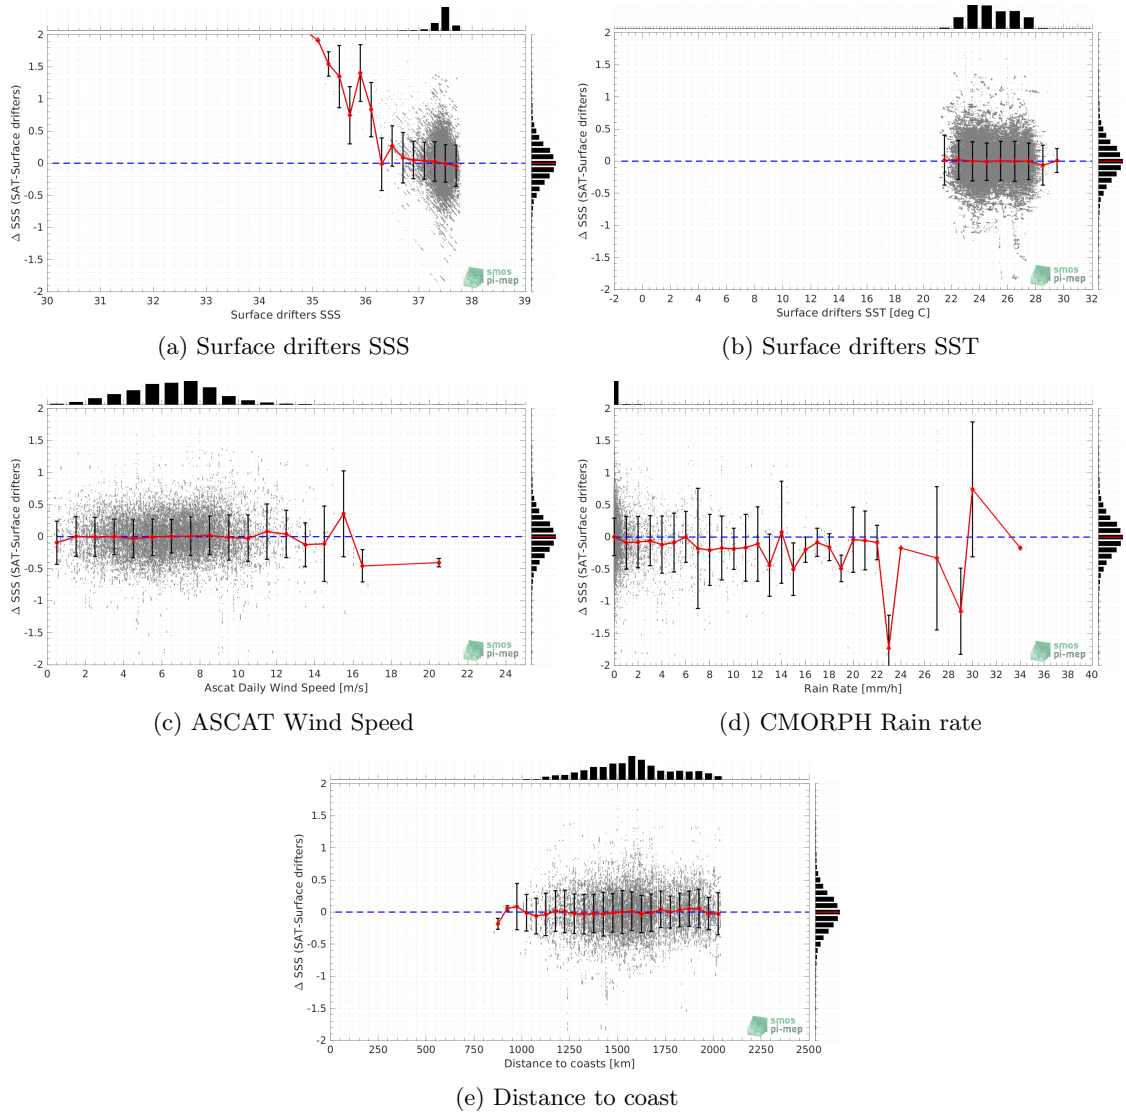 2
1.5
1
0.5
0
-0.5
-1
-1.5
-2
Δ SSS (SAT-Surface drifters)
30 31 32 33 34 35 36 37 38 39
Surface drifters SSS
smos
pi-mep
(a) Surface drifters SSS
2
1.5
1
0.5
0
-0.5
-1
-1.5
-2
Δ SSS (SAT-Surface drifters)
-2 0 2 4 6 8 10 12 14 16 18 20 22 24 26 28 30 32
Surface drifters SST [deg C]
smos
pi-mep
(b) Surface drifters SST
2
1.5
1
0.5
0
-0.5
-1
-1.5
-2
Δ SSS (SAT-Surface drifters)
0 2 4 6 8 10 12 14 16 18 20 22 24
Ascat Daily Wind Speed [m/s]
smos
pi-mep
(c) ASCAT Wind Speed
2
1.5
1
0.5
0
-0.5
-1
-1.5
-2
Δ SSS (SAT-Surface drifters)
0 2 4 6 8 10 12 14 16 18 20 22 24 26 28 30 32 34 36 38 40
Rain Rate [mm/h]
smos
pi-mep
(d) CMORPH Rain rate
2
1.5
1
0.5
0
-0.5
-1
-1.5
-2
Δ SSS (SAT-Surface drifters)
0 250 500 750 1000 1250 1500 1750 2000 2250 2500
Distance to coasts [km]
smos
pi-mep
(e) Distance to coast